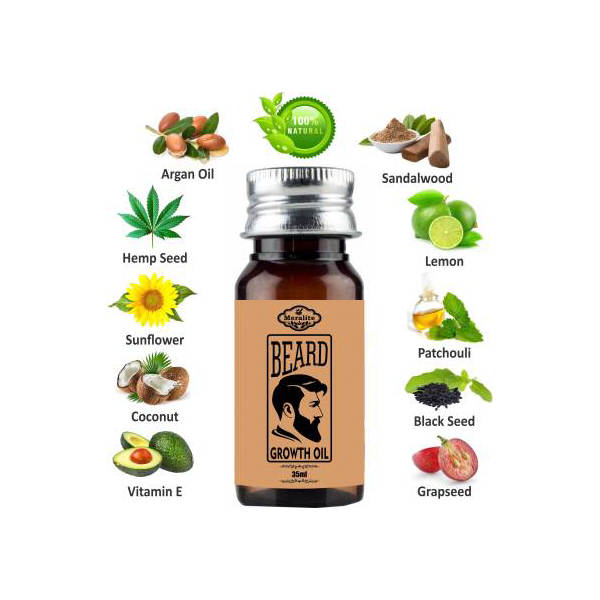 100%
NATURAL
Argan Oil
Sandalwood
Hemp Seed
Lemon
Sunflower
Patchouli
Coconut
Black Seed
Vitamin E
Grapseed
Meralite
BEARD
GROWTH OIL
35ml